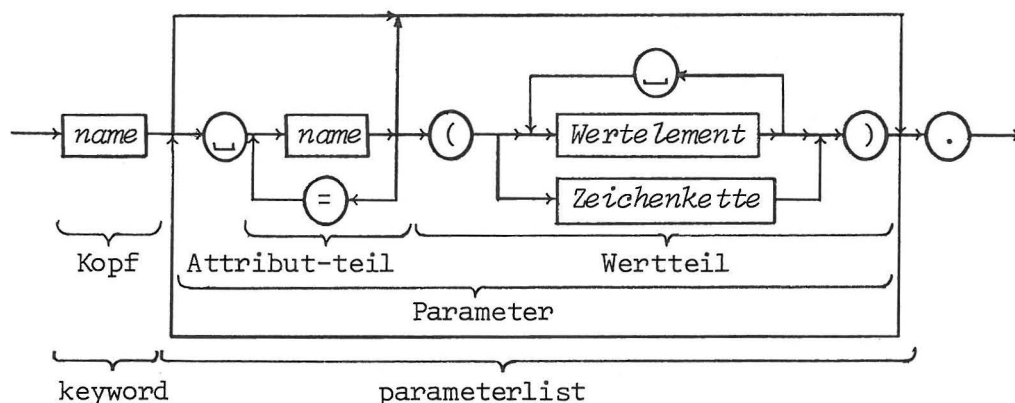 ␣
name ␣ name ( Wertelement ) .
= Zeichenkette
Kopf Attribut-teil Wertteil
Parameter
keyword parameterlist